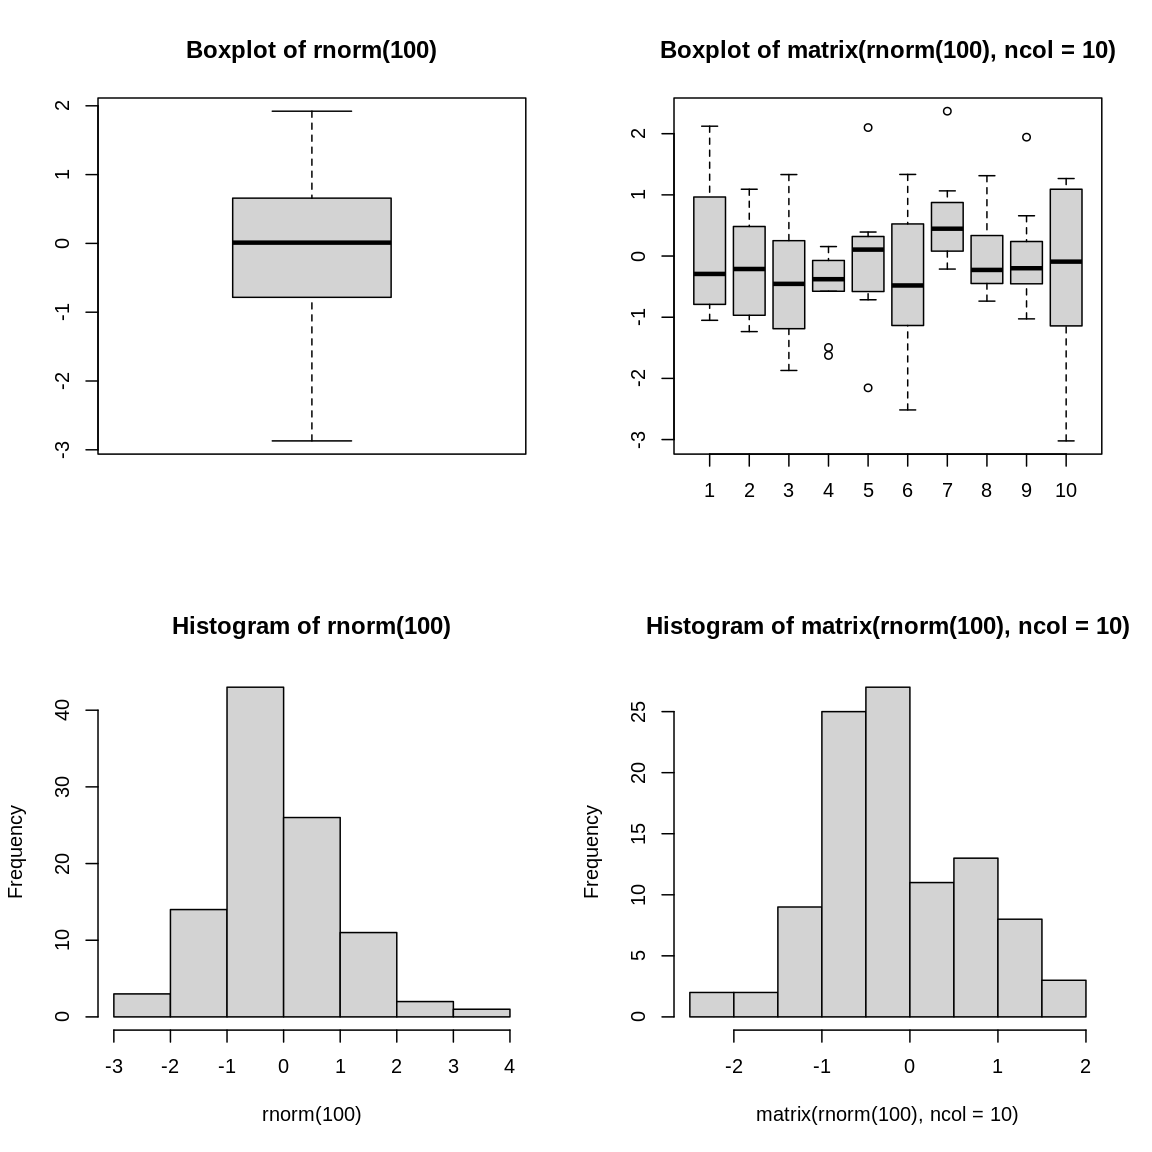 Boxplot of rnorm(100)
2
1
0
-1
-2
-3
Boxplot of matrix(rnorm(100), ncol = 10)
2
1
0
-1
-2
-3
1 2 3 4 5 6 7 8 9 10
Histogram of rnorm(100)
Frequency
40
30
20
10
0
-3 -2 -1 0 1 2 3 4
rnorm(100)
Histogram of matrix(rnorm(100), ncol = 10)
Frequency
25
20
15
10
5
0
-2 -1 0 1 2
matrix(rnorm(100), ncol = 10)